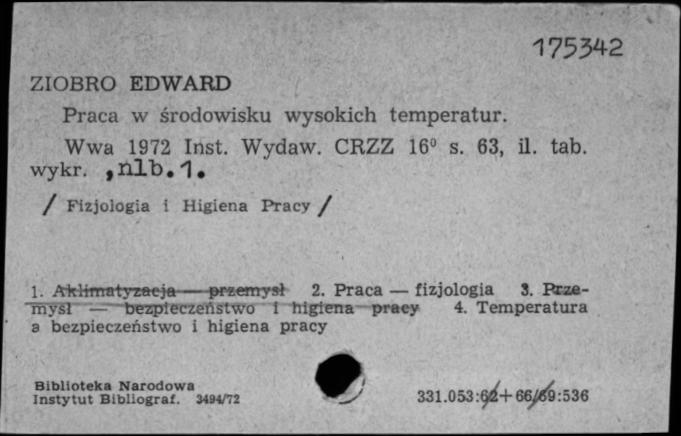 175342
ZIOBRO EDWARD
Praca w środowisku wysokich temperatur.
Wwa 1972 Inst. Wydaw. CRZZ 16⁰ s. 63, il. tab.
wykr. , nlb. 1.
/ Fizjologia i Higiena Pracy /
1. Aklimatyzacja — przemysł 2. Praca — fizjologia 3. Prze-
mysł — bezpieczeństwo i higiena pracy 4. Temperatura
a bezpieczeństwo i higiena pracy
Biblioteka Narodowa
Instytut Bibliograf. 3494/72
331.053:62+66/69:536